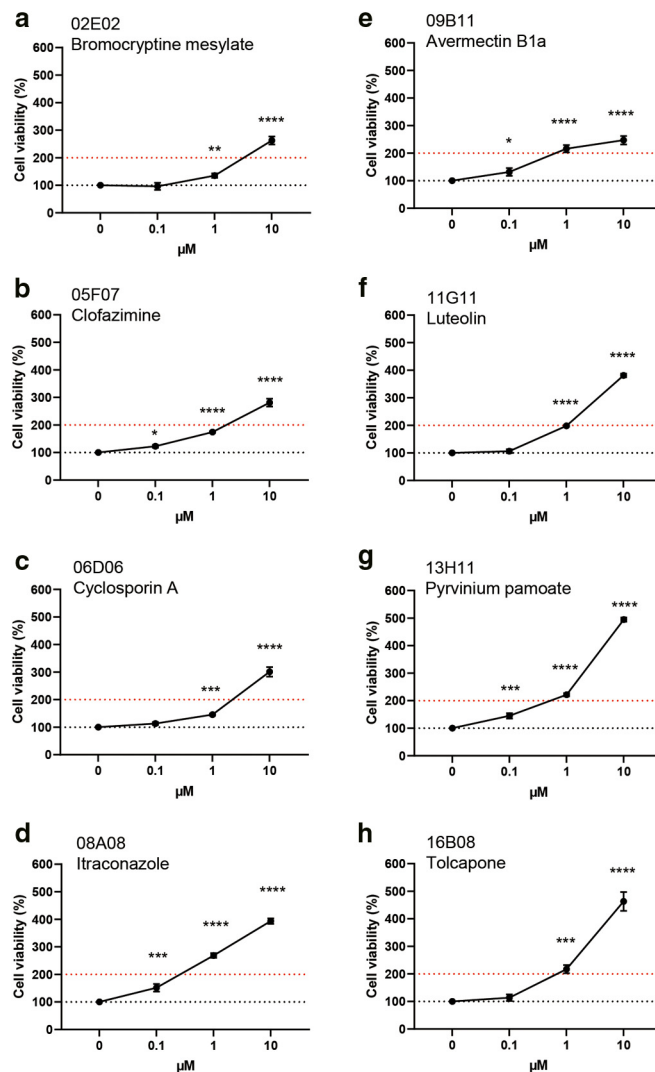 a
02E02
Bromocryptine mesylate
**
****
Cell viability (%)
600
500
400
300
200
100
0
0 0.1 1 10
µM
b
05F07
Clofazimine
*
****
****
Cell viability (%)
600
500
400
300
200
100
0
0 0.1 1 10
µM
c
06D06
Cyclosporin A
***
****
Cell viability (%)
600
500
400
300
200
100
0
0 0.1 1 10
µM
d
08A08
Itraconazole
***
****
****
Cell viability (%)
600
500
400
300
200
100
0
0 0.1 1 10
µM
e
09B11
Avermectin B1a
*
****
****
Cell viability (%)
600
500
400
300
200
100
0
0 0.1 1 10
µM
f
11G11
Luteolin
****
****
Cell viability (%)
600
500
400
300
200
100
0
0 0.1 1 10
µM
g
13H11
Pyrvinium pamoate
***
****
****
Cell viability (%)
600
500
400
300
200
100
0
0 0.1 1 10
µM
h
16B08
Tolcapone
***
****
Cell viability (%)
600
500
400
300
200
100
0
0 0.1 1 10
µM